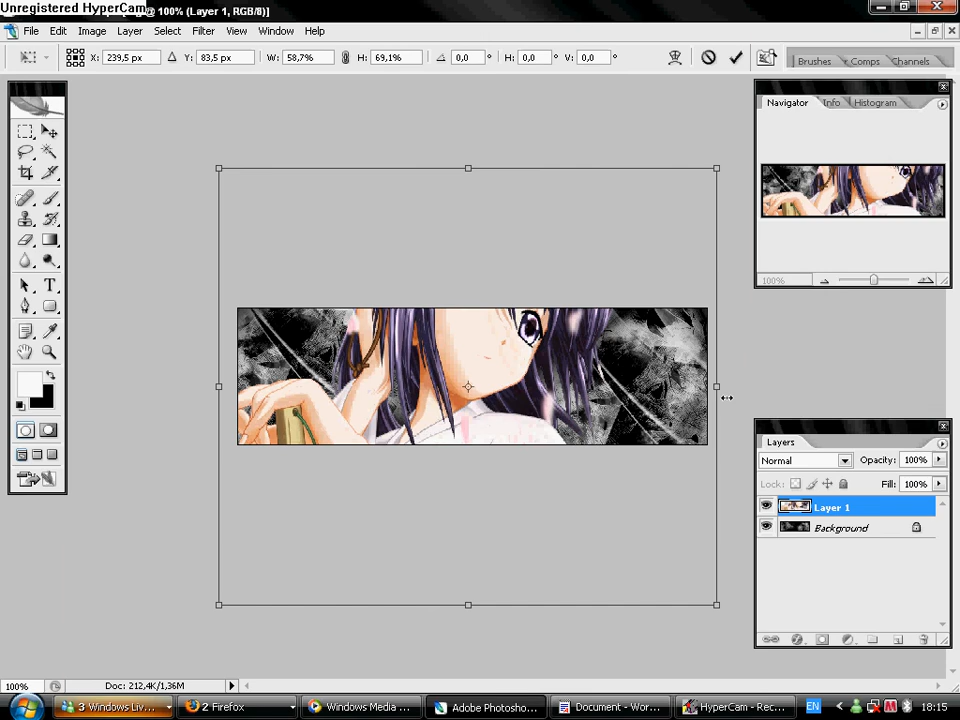 Unregistered HyperCam
@ 100% (Layer 1, RGB/8)]
File Edit Image Layer Select Filter View Window Help
X: 239,5 px Y: 83,5 px W: 58,7% H: 69,1% 0,0 ° H: 0,0 ° V: 0,0 °
Brushes Comps Channels
Navigator Info Histogram
100%
Layers
Normal Opacity: 100%
Lock: Fill: 100%
Layer 1
Background
100% Doc: 212,4K/1,36M
3 Windows Liv... 2 Firefox Windows Media ... Adobe Photosho... Document - Wor... HyperCam - Rec... EN 18:15